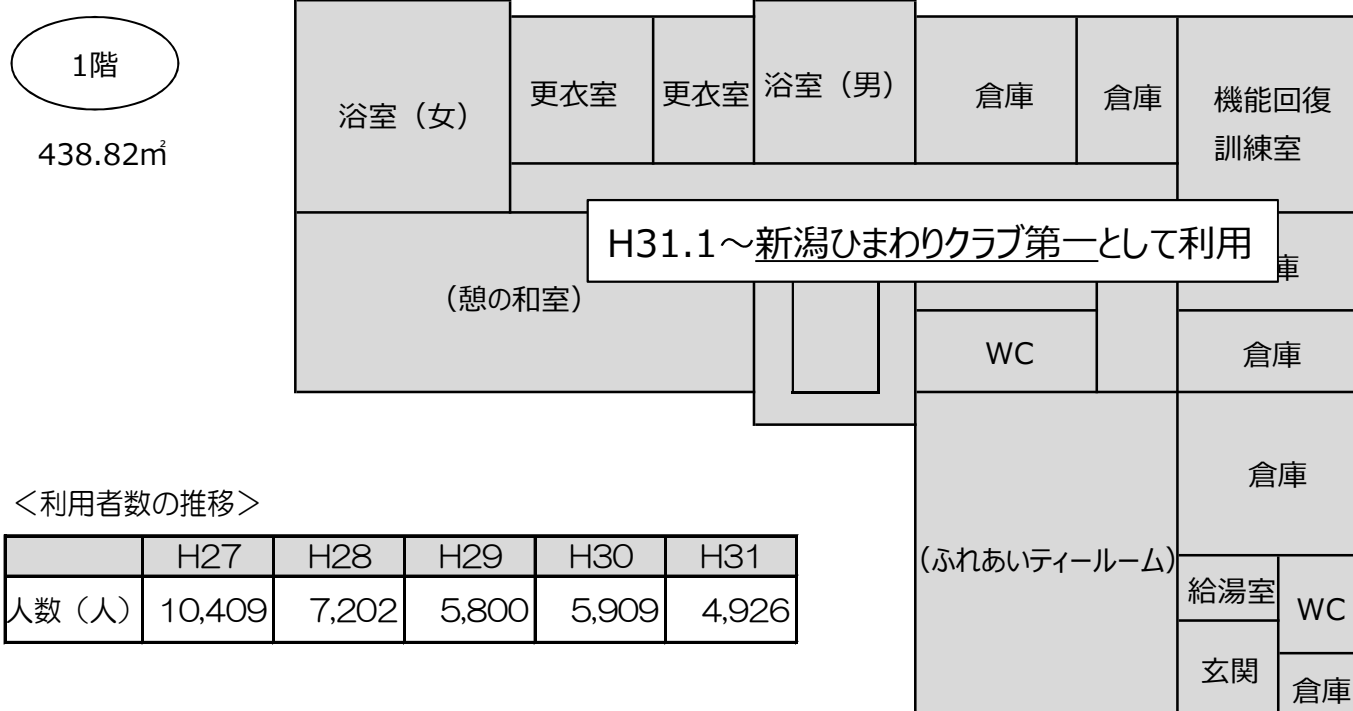 1階
438.82㎡
浴室（女）
更衣室
更衣室
浴室（男）
倉庫
倉庫
機能回復
訓練室
H31.1～新潟ひまわりクラブ第一として利用
庫
（憩の和室）
WC
倉庫
倉庫
＜利用者数の推移＞
H27 H28 H29 H30 H31
人数（人） 10,409 7,202 5,800 5,909 4,926
（ふれあいティールーム）
給湯室
WC
玄関
倉庫